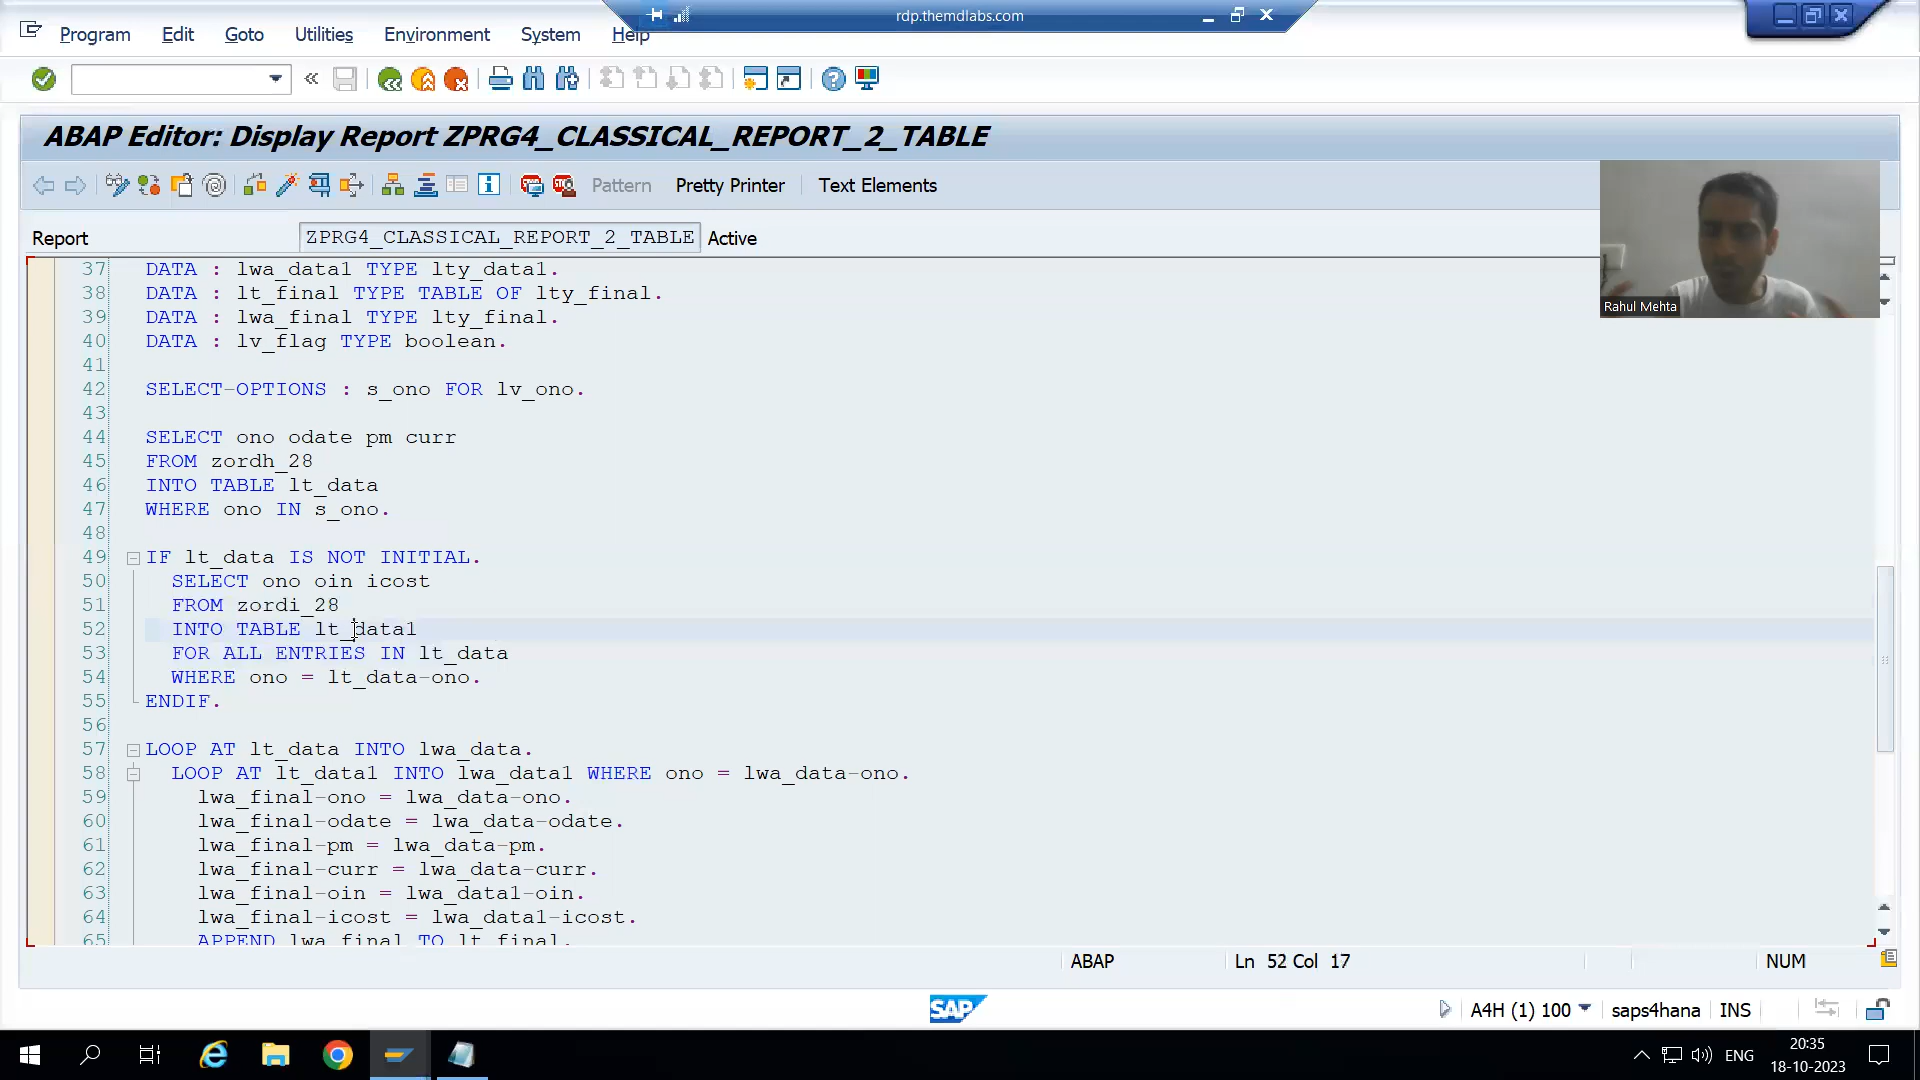 rdp.themdlabs.com
Program Edit Goto Utilities Environment System Help
ABAP Editor: Display Report ZPRG4_CLASSICAL_REPORT_2_TABLE
Pattern Pretty Printer Text Elements
Report ZPRG4_CLASSICAL_REPORT_2_TABLE Active
Rahul Mehta
37 DATA : lwa_data1 TYPE lty_data1.
38 DATA : lt_final TYPE TABLE OF lty_final.
39 DATA : lwa_final TYPE lty_final.
40 DATA : lv_flag TYPE boolean.
41
42 SELECT-OPTIONS : s_ono FOR lv_ono.
43
44 SELECT ono odate pm curr
45 FROM zordh_28
46 INTO TABLE lt_data
47 WHERE ono IN s_ono.
48
49 IF lt_data IS NOT INITIAL.
50 SELECT ono oin icost
51 FROM zordi_28
52 INTO TABLE lt_data1
53 FOR ALL ENTRIES IN lt_data
54 WHERE ono = lt_data-ono.
55 ENDIF.
56
57 LOOP AT lt_data INTO lwa_data.
58 LOOP AT lt_data1 INTO lwa_data1 WHERE ono = lwa_data-ono.
59 lwa_final-ono = lwa_data-ono.
60 lwa_final-odate = lwa_data-odate.
61 lwa_final-pm = lwa_data-pm.
62 lwa_final-curr = lwa_data-curr.
63 lwa_final-oin = lwa_data1-oin.
64 lwa_final-icost = lwa_data1-icost.
65 APPEND lwa_final TO lt_final.
ABAP Ln 52 Col 17 NUM
SAP A4H (1) 100 saps4hana INS
ENG 20:35
18-10-2023